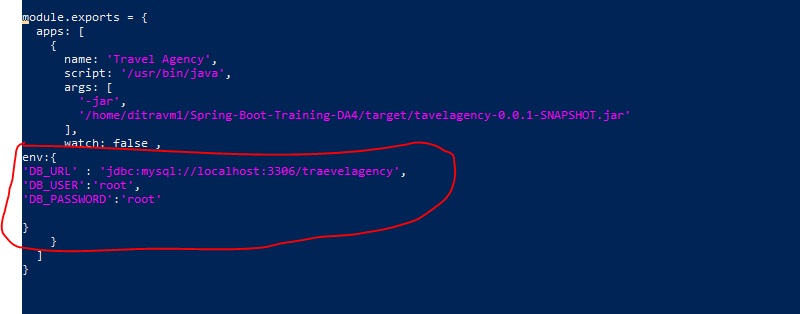 module.exports = {
apps: [
{
name: 'Travel Agency',
script: '/usr/bin/java',
args: [
'-jar',
'/home/ditravm1/Spring-Boot-Training-DA4/target/tavelagency-0.0.1-SNAPSHOT.jar'
],
watch: false ,
env:{
'DB_URL' : 'jdbc:mysql://localhost:3306/traevelagency',
'DB_USER':'root',
'DB_PASSWORD':'root'
}
}
]
}